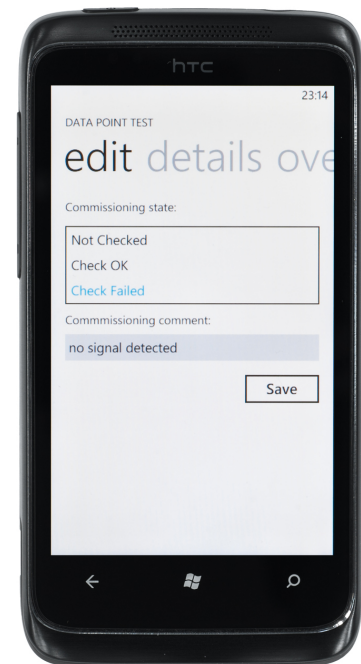 hTC
23:14
DATA POINT TEST
edit details ove
Commissioning state:
Not Checked
Check OK
Check Failed
Commmissioning comment:
no signal detected
Save